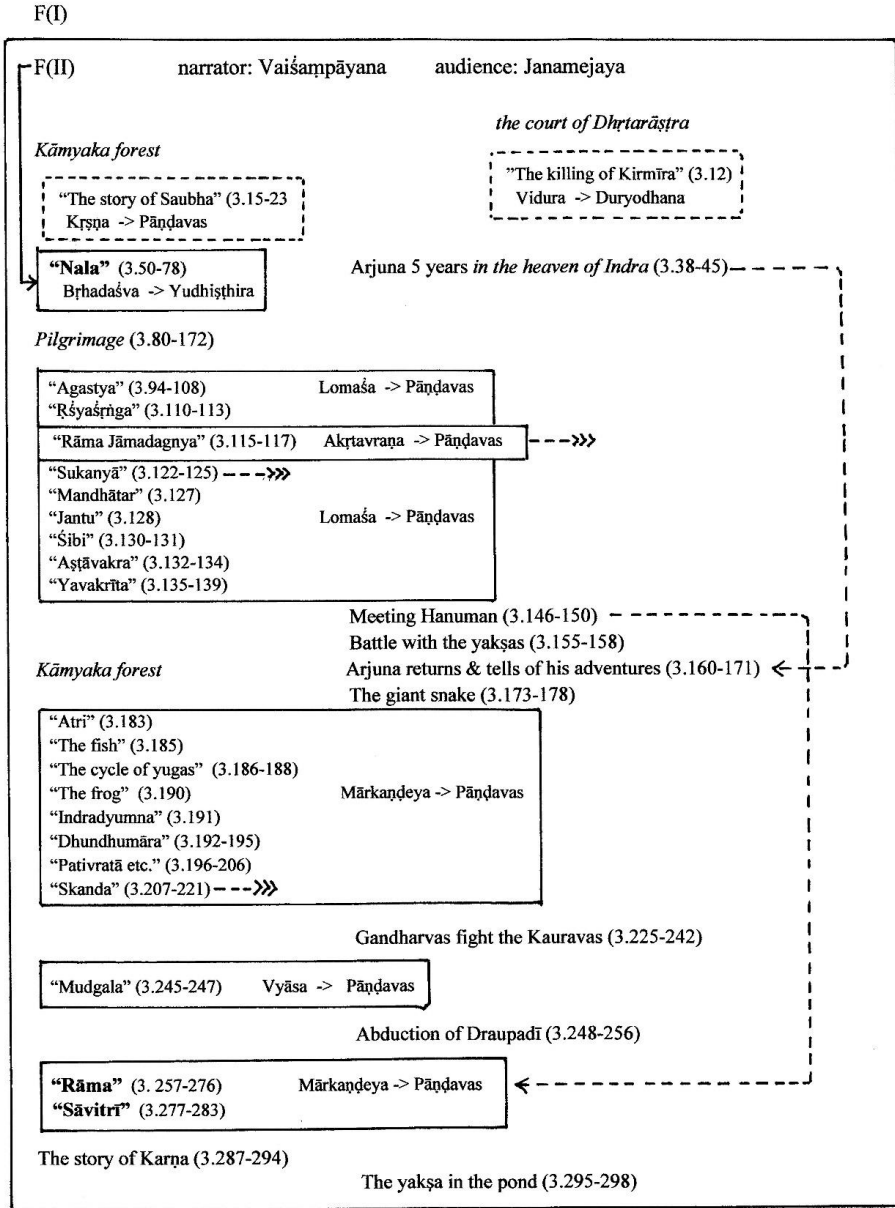 F(I)
F(II) narrator: Vaiśaṃpāyana audience: Janamejaya
the court of Dhṛtarāṣṭra
Kāmyaka forest
"The killing of Kirmīra" (3.12)
Vidura -> Duryodhana
"The story of Saubha" (3.15-23
Kṛṣṇa -> Pāṇḍavas
"Nala" (3.50-78)
Bṛhadaśva -> Yudhiṣṭhira
Arjuna 5 years in the heaven of Indra (3.38-45)
Pilgrimage (3.80-172)
"Agastya" (3.94-108) Lomaśa -> Pāṇḍavas
"Ṛśyaśṛṅga" (3.110-113)
"Rāma Jāmadagnya" (3.115-117) Akṛtavraṇa -> Pāṇḍavas
"Sukanyā" (3.122-125)
"Mandhātar" (3.127)
"Jantu" (3.128) Lomaśa -> Pāṇḍavas
"Śibi" (3.130-131)
"Aṣṭāvakra" (3.132-134)
"Yavakrīta" (3.135-139)
Meeting Hanuman (3.146-150)
Battle with the yakṣas (3.155-158)
Kāmyaka forest Arjuna returns & tells of his adventures (3.160-171)
The giant snake (3.173-178)
"Atri" (3.183)
"The fish" (3.185)
"The cycle of yugas" (3.186-188)
"The frog" (3.190) Mārkaṇḍeya -> Pāṇḍavas
"Indradyumna" (3.191)
"Dhundhumāra" (3.192-195)
"Pativratā etc." (3.196-206)
"Skanda" (3.207-221)
Gandharvas fight the Kauravas (3.225-242)
"Mudgala" (3.245-247) Vyāsa -> Pāṇḍavas
Abduction of Draupadī (3.248-256)
"Rāma" (3. 257-276) Mārkaṇḍeya -> Pāṇḍavas
"Sāvitrī" (3.277-283)
The story of Karṇa (3.287-294)
The yakṣa in the pond (3.295-298)